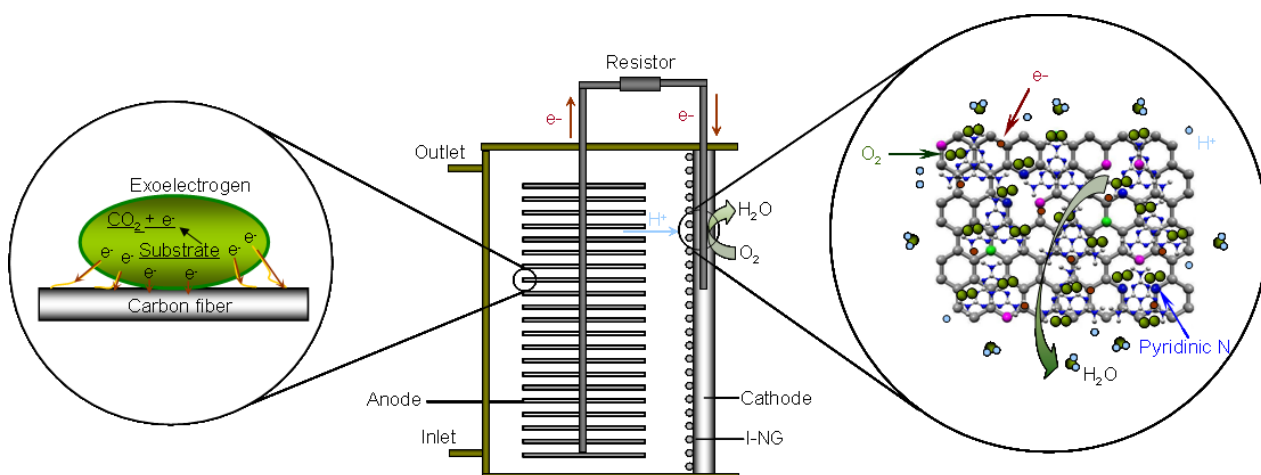 Exoelectrogen
CO2 + e-
Substrate
e-
e-
e-
e-
e-
e-
Carbon fiber
Resistor
e-
e-
Outlet
H+
H2O
O2
Anode
Inlet
Cathode
I-NG
e-
O2
H+
Pyridinic N
H2O